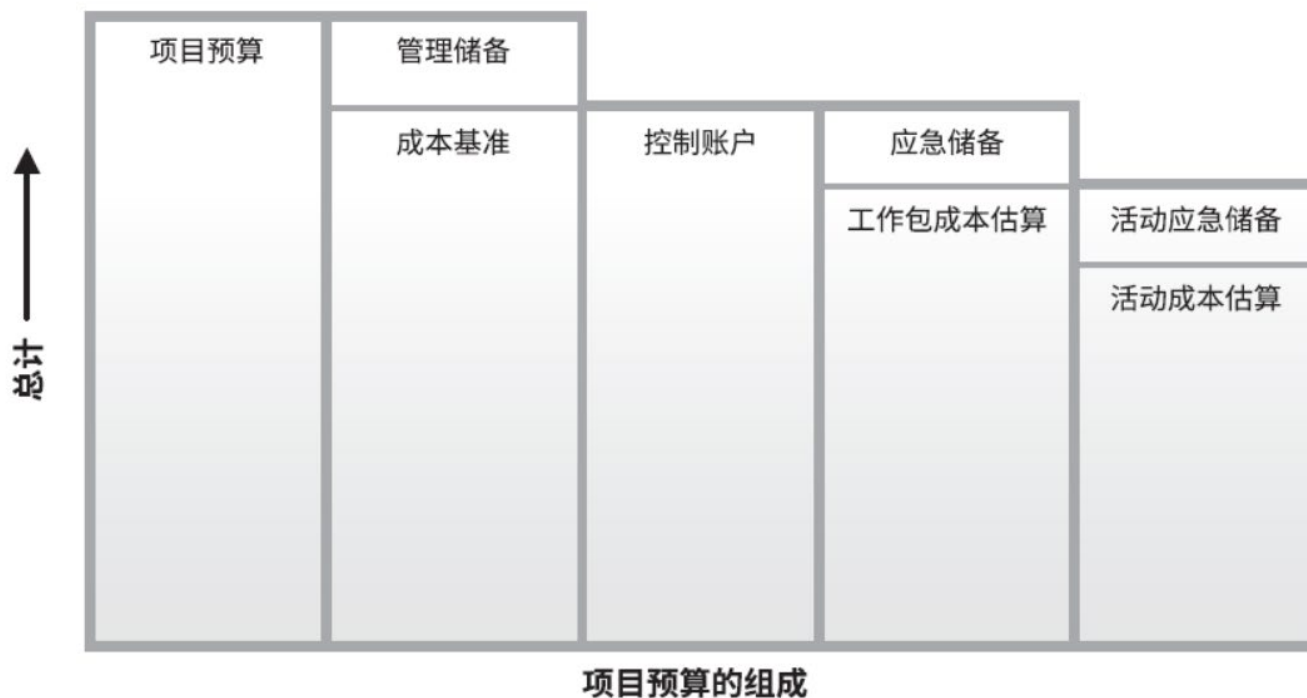 项目预算
管理储备
成本基准
控制账户
应急储备
工作包成本估算
活动应急储备
活动成本估算
总计
项目预算的组成